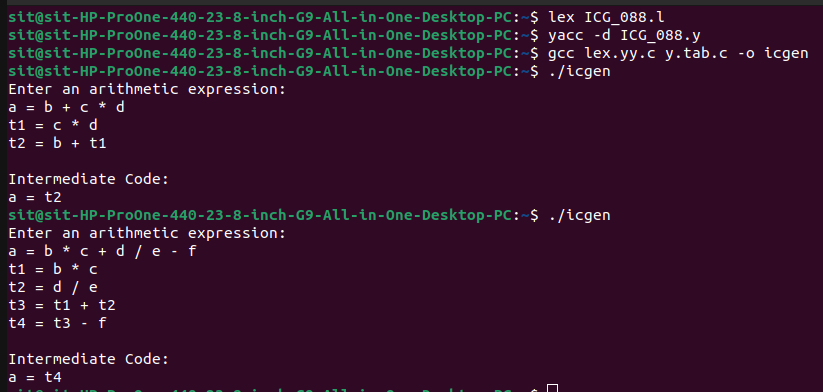 sit@sit-HP-ProOne-440-23-8-inch-G9-All-in-One-Desktop-PC:~$ lex ICG_088.l
sit@sit-HP-ProOne-440-23-8-inch-G9-All-in-One-Desktop-PC:~$ yacc -d ICG_088.y
sit@sit-HP-ProOne-440-23-8-inch-G9-All-in-One-Desktop-PC:~$ gcc lex.yy.c y.tab.c -o icgen
sit@sit-HP-ProOne-440-23-8-inch-G9-All-in-One-Desktop-PC:~$ ./icgen
Enter an arithmetic expression:
a = b + c * d
t1 = c * d
t2 = b + t1

Intermediate Code:
a = t2
sit@sit-HP-ProOne-440-23-8-inch-G9-All-in-One-Desktop-PC:~$ ./icgen
Enter an arithmetic expression:
a = b * c + d / e - f
t1 = b * c
t2 = d / e
t3 = t1 + t2
t4 = t3 - f

Intermediate Code:
a = t4